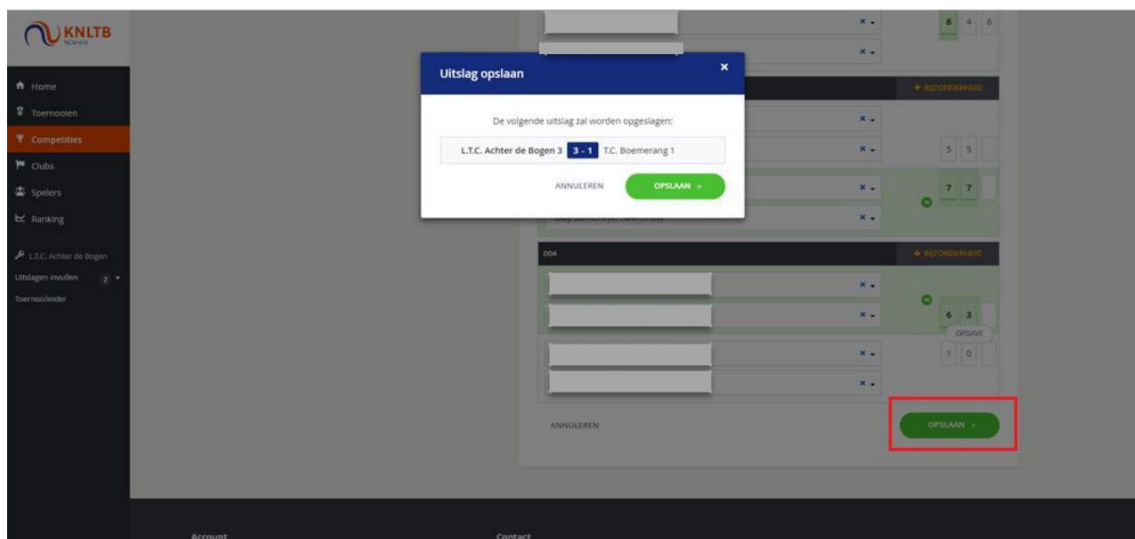 KNLTB
6 4 6
Uitslag opslaan
Home
+ BIJZONDERHEID
Toernooien
De volgende uitslag zal worden opgeslagen:
Competities
L.T.C. Achter de Bogen 3 3 - 1 T.C. Boemerang 1
5 5
Clubs
ANNULEREN OPSLAAN »
Spelers
7 7
Ranking
L.T.C. Achter de Bogen
DD4 + BIJZONDERHEID
Uitslagen invullen 2
Toernooileider
6 3
OPGAVE
1 0
ANNULEREN OPSLAAN »
Account Contact